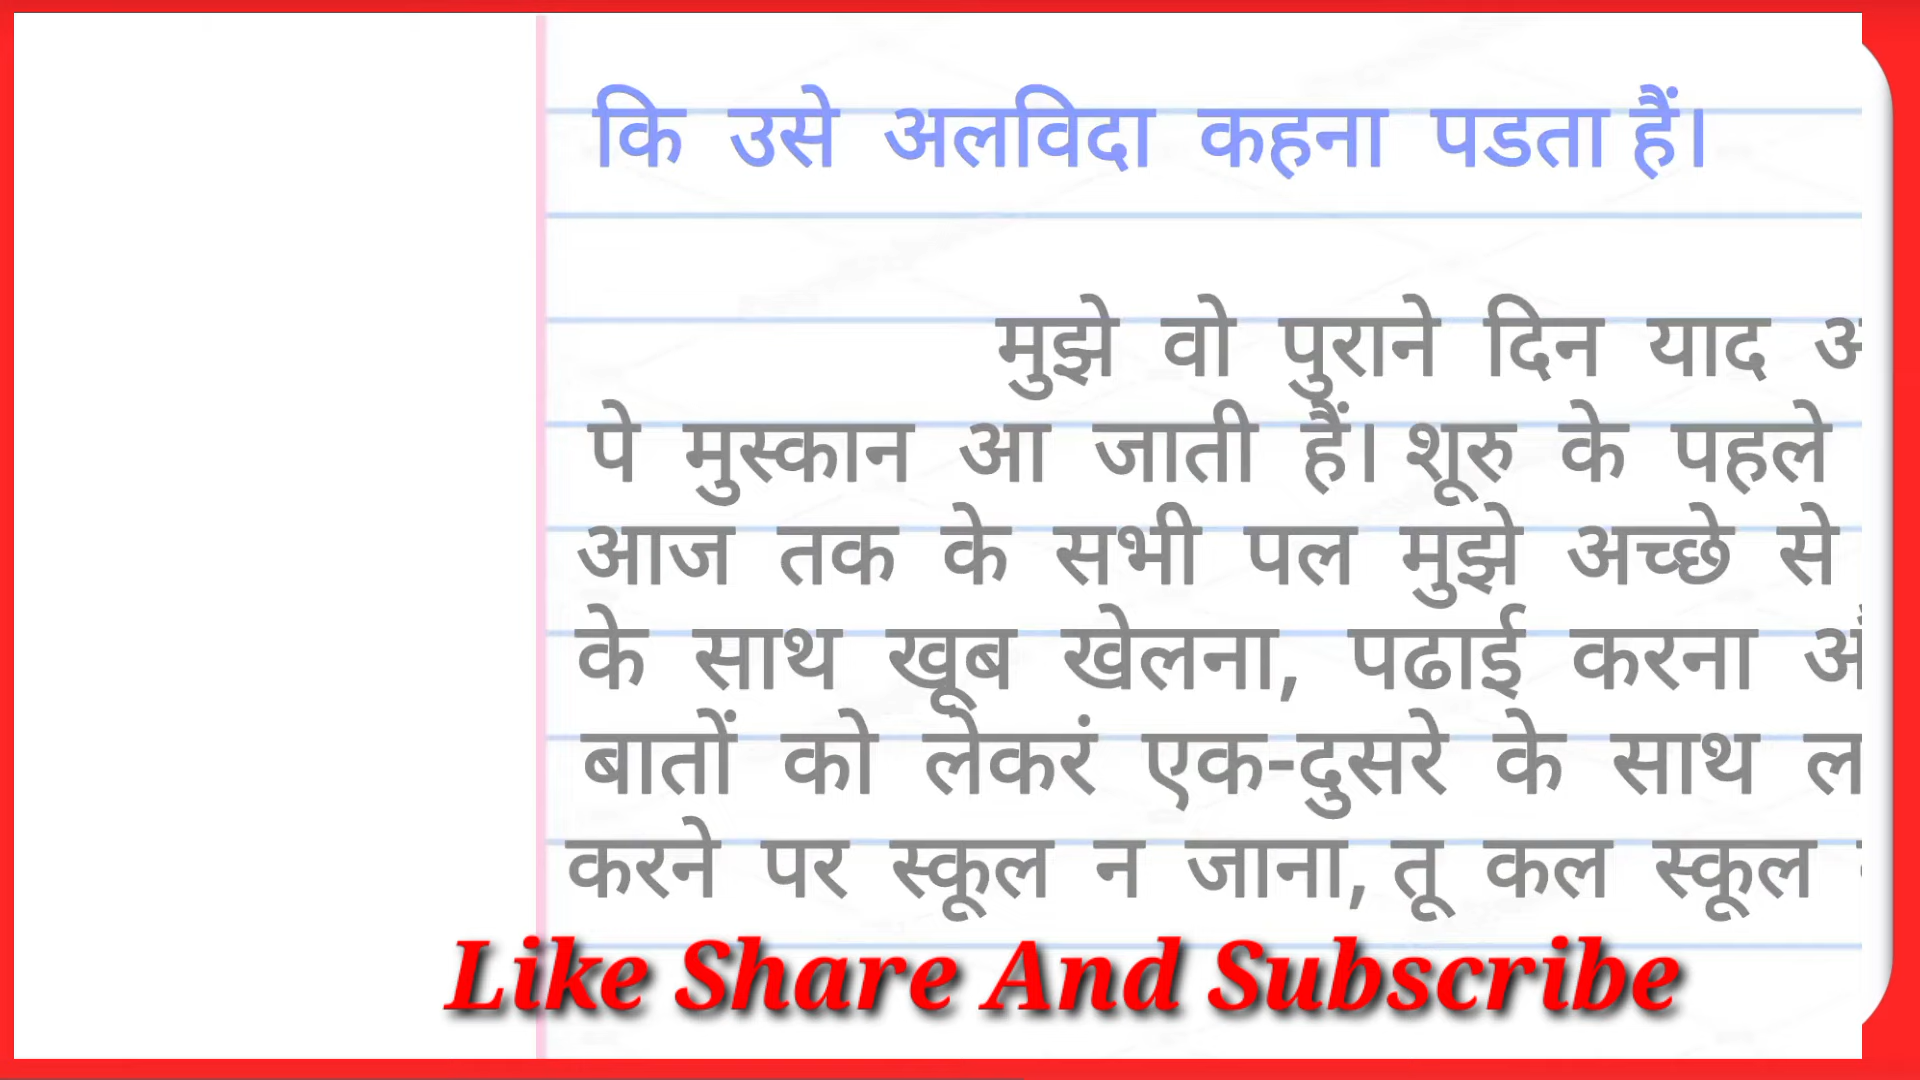 कि उसे अलविदा कहना पडता हैं।
मुझे वो पुराने दिन याद
पे मुस्कान आ जाती हैं। शूरु के पहले
आज तक के सभी पल मुझे अच्छे से
के साथ खूब खेलना, पढाई करना
बातों को लेकरं एक-दुसरे के साथ
करने पर स्कूल न जाना, तू कल स्कूल
Like Share And Subscribe